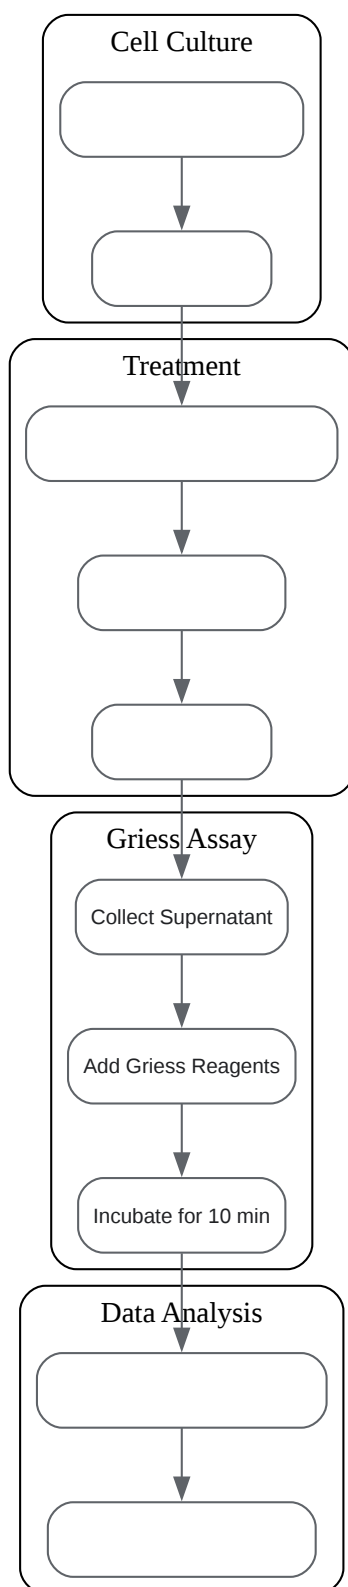 Cell Culture
Treatment
Griess Assay
Collect Supernatant
Add Griess Reagents
Incubate for 10 min
Data Analysis